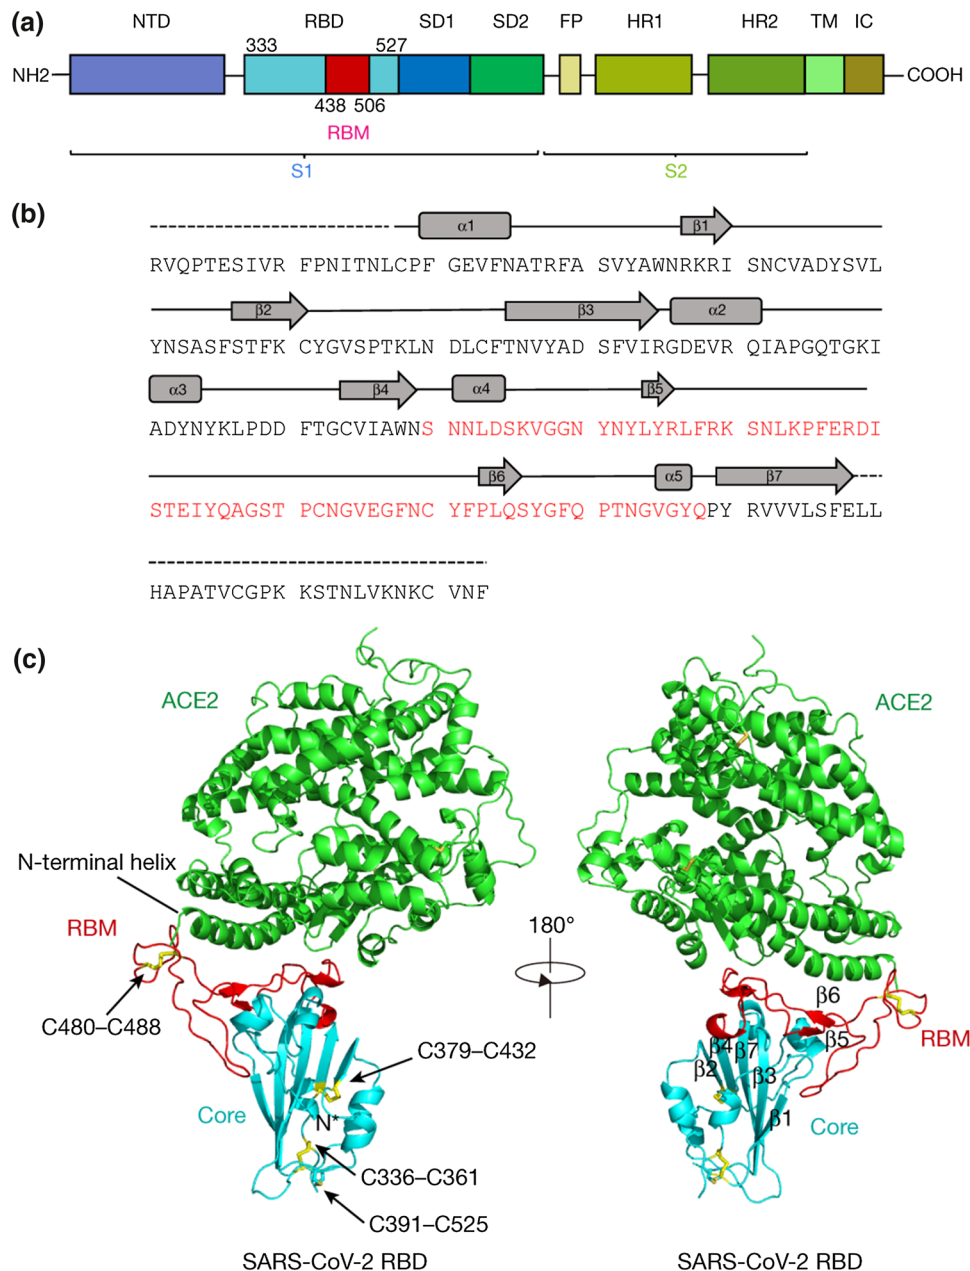 (a)
NTD RBD SD1 SD2 FP HR1 HR2 TM IC
333 527
NH2 COOH
438 506
RBM
S1 S2
(b)
α1 β1
RVQPTESIVR FPNITNLCPF GEVFNATRFA SVYAWNRKRI SNCVADYSVL
β2 β3 α2
YNSASFSTFK CYGVSPTKLN DLCFTNVYAD SFVIRGDEVR QIAPGQTGKI
α3 β4 α4 β5
ADYNYKLPDD FTGCVIAWNS NNLDSKVGGN YNYLYRLFRK SNLKPFERDI
β6 α5 β7
STEIYQAGST PCNGVEGFNC YFPLQSYGFQ PTNGVGYQPY RVVVLSFELL
HAPATVCGPK KSTNLVKNKC VNF
(c)
ACE2 ACE2
N-terminal helix
RBM
180°
C480–C488
β6
β5 RBM
β4 β7
β2 β3
C379–C432
Core N* β1 Core
C336–C361
C391–C525
SARS-CoV-2 RBD SARS-CoV-2 RBD